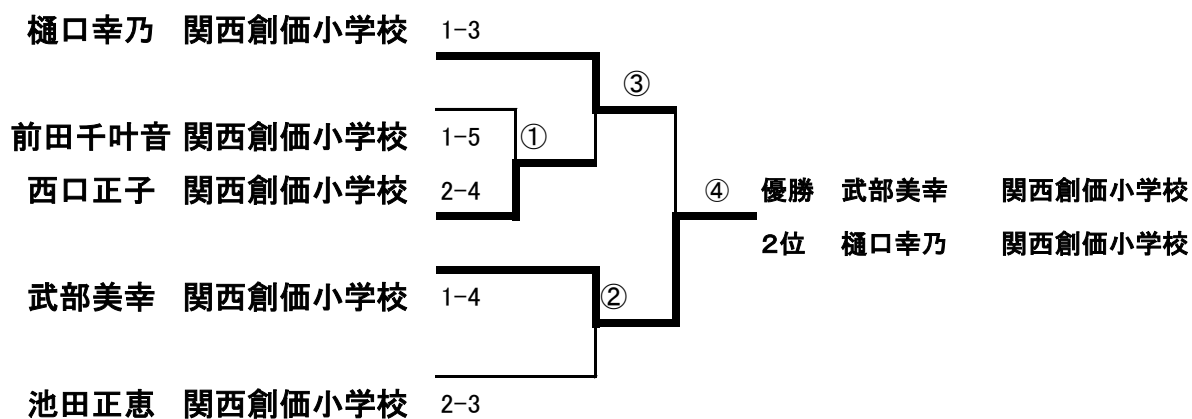 樋口幸乃 関西創価小学校 1-3
③
前田千叶音 関西創価小学校 1-5 ①
西口正子 関西創価小学校 2-4
④ 優勝 武部美幸 関西創価小学校
2位 樋口幸乃 関西創価小学校
武部美幸 関西創価小学校 1-4 ②
池田正恵 関西創価小学校 2-3